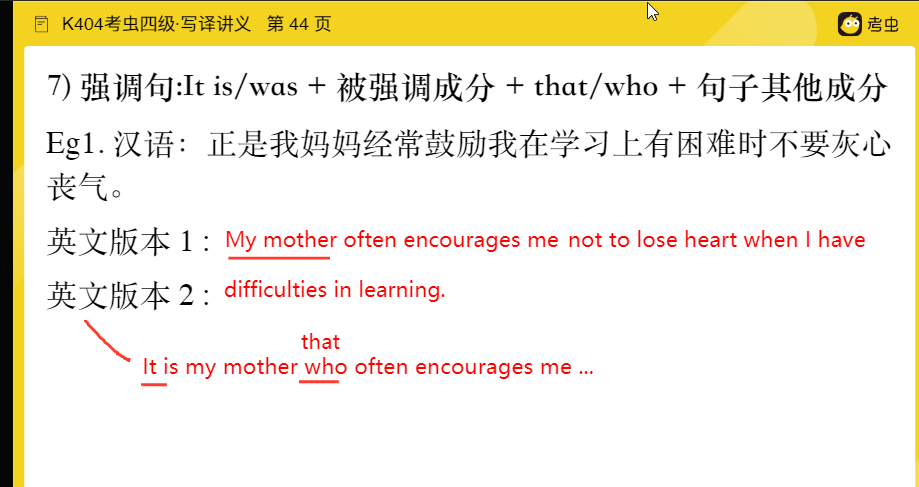 K404考虫四级·写译讲义 第 44 页
考虫
7) 强调句:It is/was + 被强调成分 + that/who + 句子其他成分
Eg1. 汉语：正是我妈妈经常鼓励我在学习上有困难时不要灰心
丧气。
英文版本 1 : My mother often encourages me not to lose heart when I have
英文版本 2 : difficulties in learning.
that
It is my mother who often encourages me ...